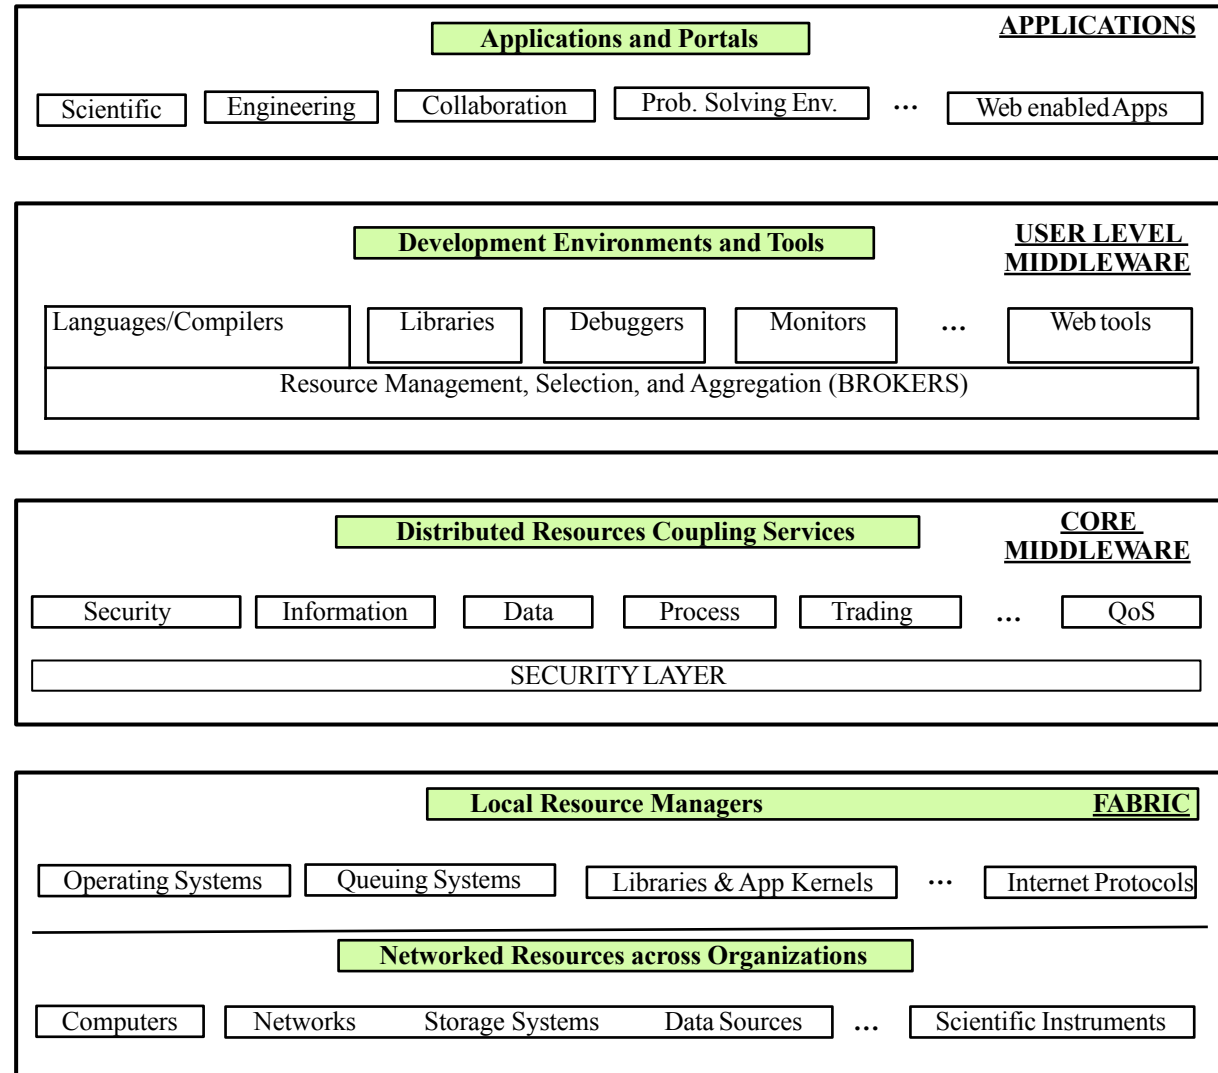 Applications and Portals
APPLICATIONS
Scientific Engineering Collaboration Prob. Solving Env. ... Web enabled Apps
Development Environments and Tools
USER LEVEL
MIDDLEWARE
Languages/Compilers Libraries Debuggers Monitors ... Web tools
Resource Management, Selection, and Aggregation (BROKERS)
Distributed Resources Coupling Services
CORE
MIDDLEWARE
Security Information Data Process Trading ... QoS
SECURITY LAYER
Local Resource Managers FABRIC
Operating Systems Queuing Systems Libraries & App Kernels ... Internet Protocols
Networked Resources across Organizations
Computers Networks Storage Systems Data Sources ... Scientific Instruments